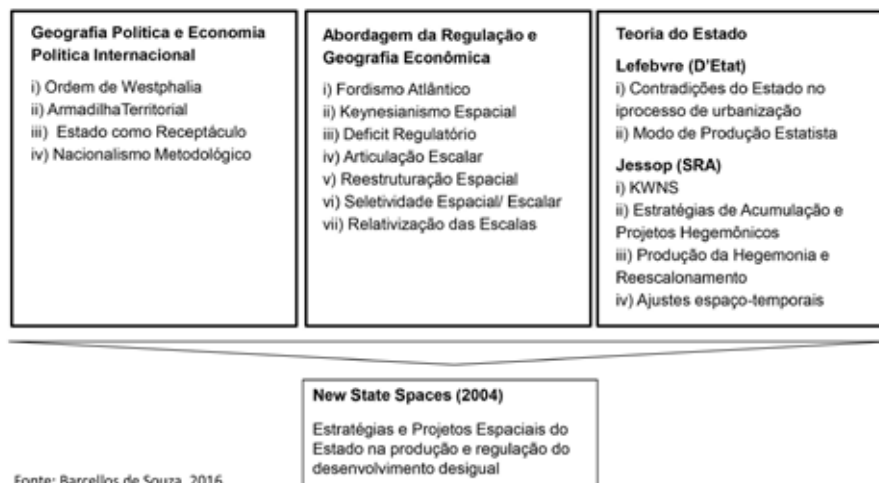 Geografia Política e Economia
Política Internacional
i) Ordem de Westphalia
ii) ArmadilhaTerritorial
iii) Estado como Receptáculo
iv) Nacionalismo Metodológico
Abordagem da Regulação e
Geografia Econômica
i) Fordismo Atlântico
ii) Keynesianismo Espacial
iii) Deficit Regulatório
iv) Articulação Escalar
v) Reestruturação Espacial
vi) Seletividade Espacial/ Escalar
vii) Relativização das Escalas
Teoria do Estado
Lefebvre (D'Etat)
i) Contradições do Estado no
iprocesso de urbanização
ii) Modo de Produção Estatista
Jessop (SRA)
i) KWNS
ii) Estratégias de Acumulação e
Projetos Hegemônicos
iii) Produção da Hegemonia e
Reescalonamento
iv) Ajustes espaço-temporais
New State Spaces (2004)
Estratégias e Projetos Espaciais do
Estado na produção e regulação do
desenvolvimento desigual
Fonte: Barcellos de Souza, 2016